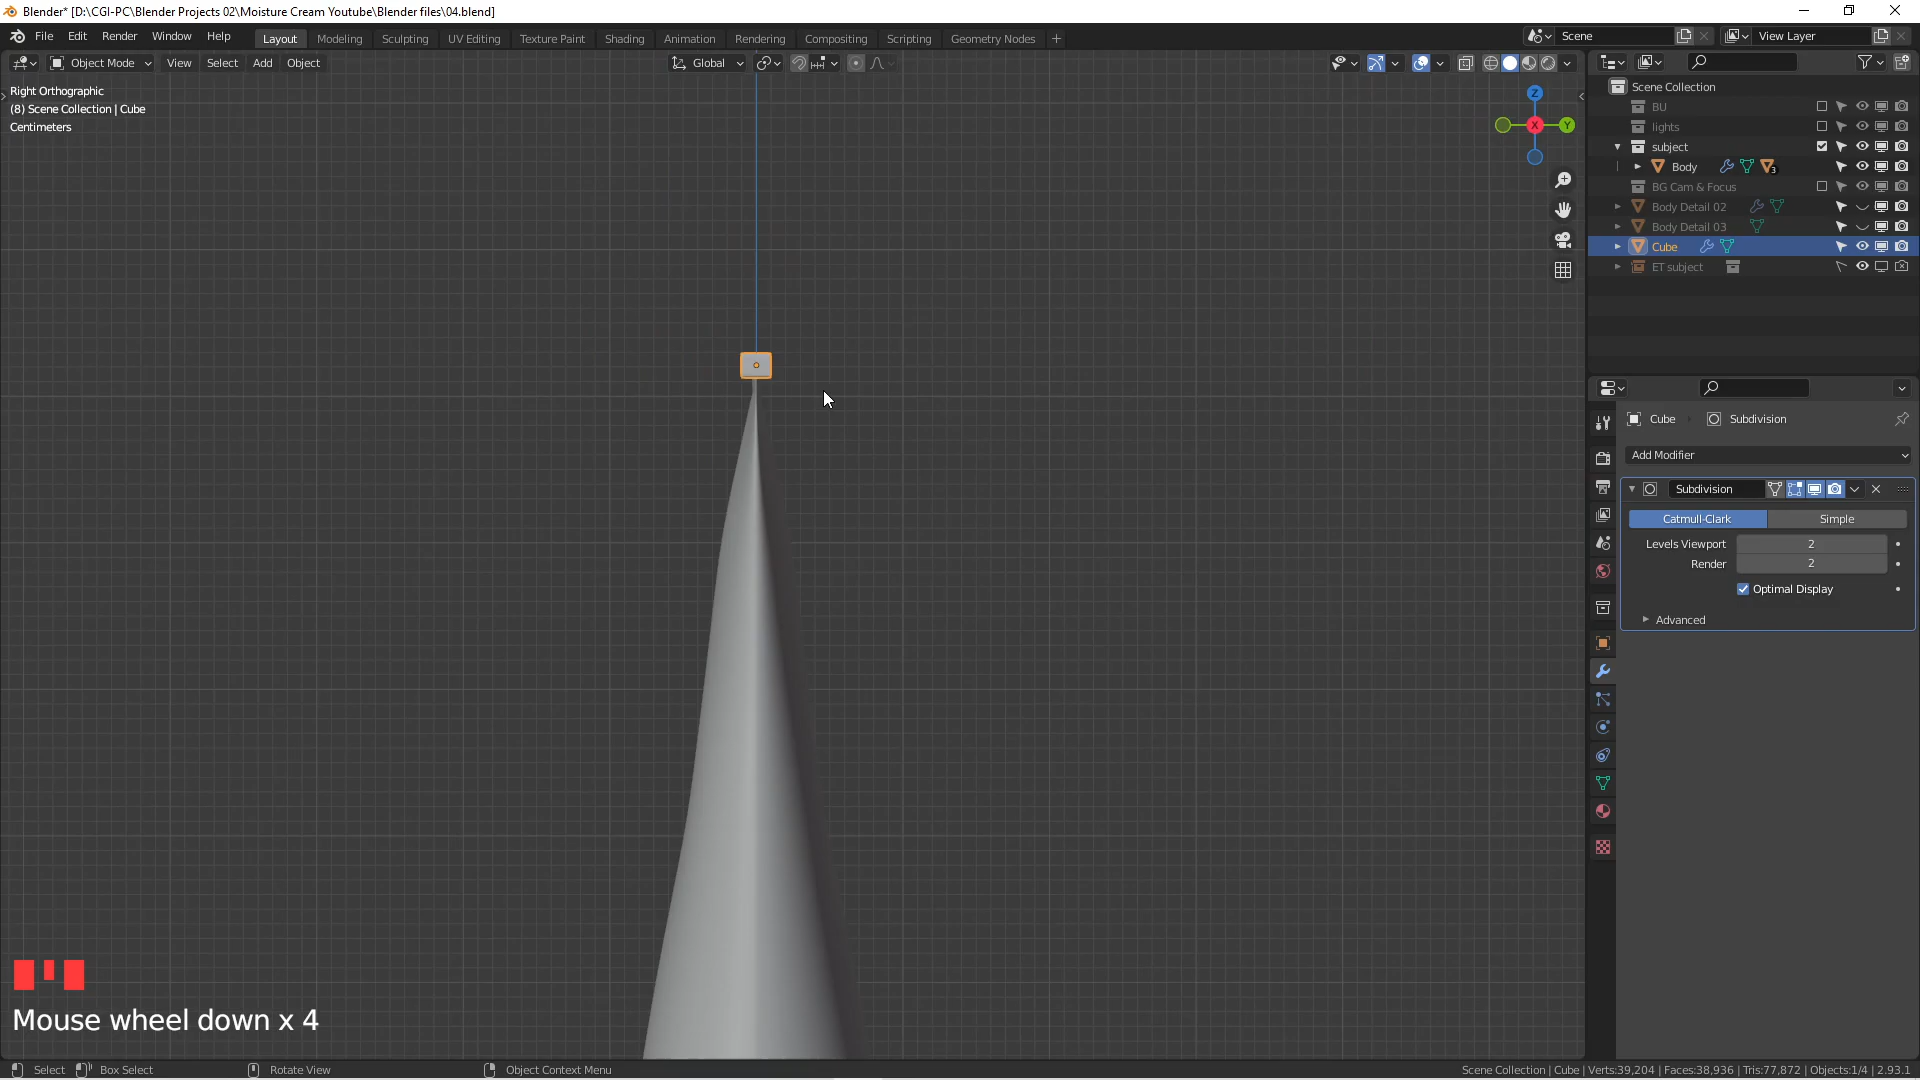 Blender* [D:\CGI-PC\Blender Projects 02\Moisture Cream Youtube\Blender files\04.blend]
File Edit Render Window Help Layout Modeling Sculpting UV Editing Texture Paint Shading Animation Rendering Compositing Scripting Geometry Nodes + Scene View Layer
Object Mode View Select Add Object Global
Right Orthographic
(8) Scene Collection | Cube
Centimeters
Z
X
Y
Scene Collection
BU
lights
subject
Body 3
BG Cam & Focus
Body Detail 02
Body Detail 03
Cube
ET subject
Cube Subdivision
Add Modifier
Subdivision
Catmull-Clark Simple
Levels Viewport 2
Render 2
Optimal Display
Advanced
Mouse wheel down x 4
Select Box Select Rotate View Object Context Menu Scene Collection | Cube | Verts:39,204 | Faces:38,936 | Tris:77,872 | Objects:1/4 | 2.93.1